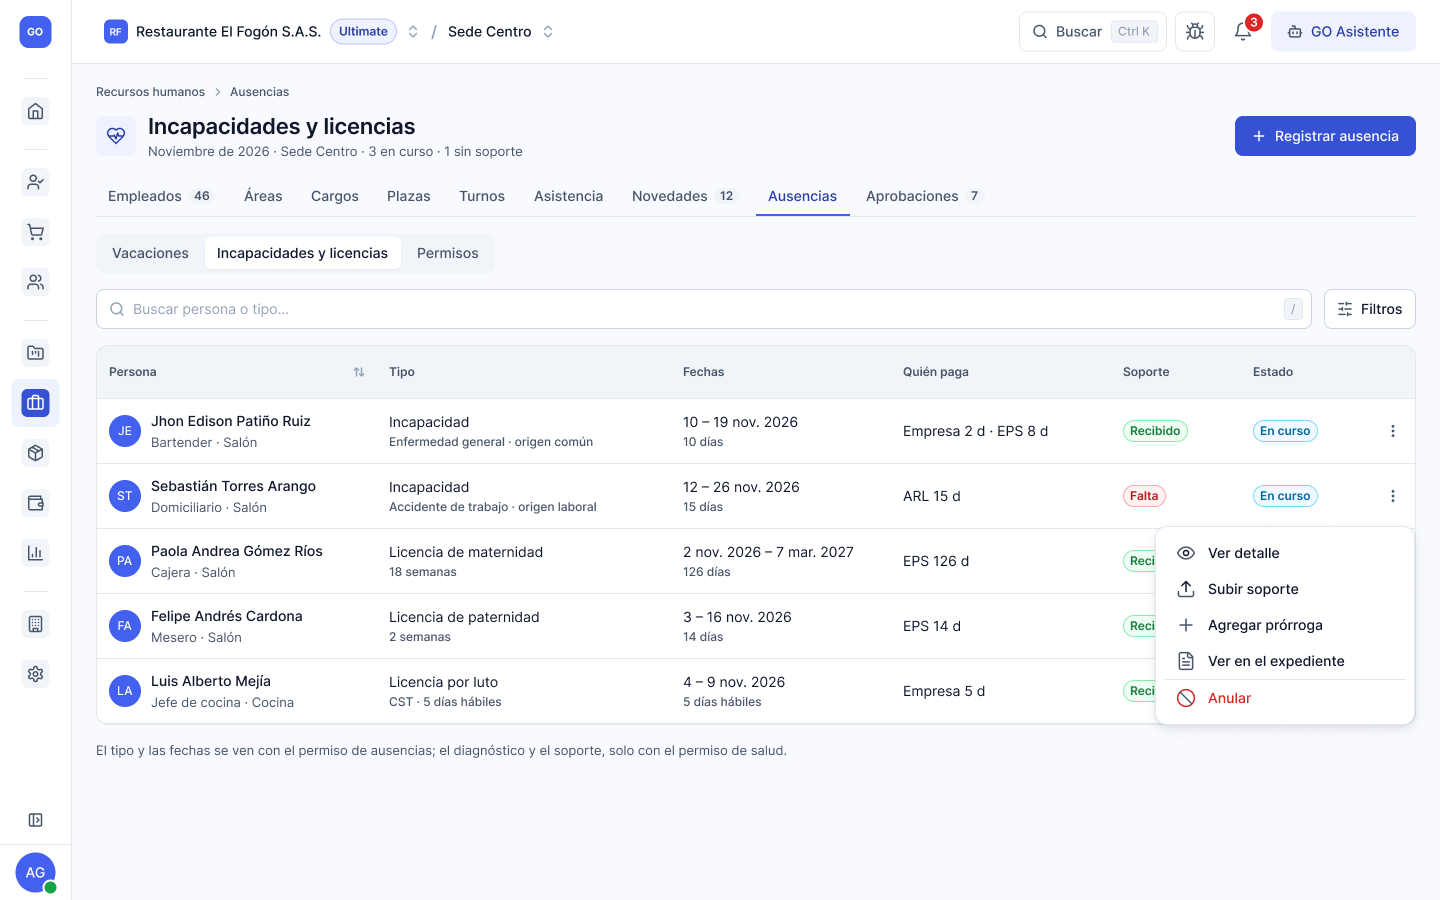 GO
RF Restaurante El Fogón S.A.S. Ultimate / Sede Centro
Buscar Ctrl K
3
GO Asistente
Recursos humanos > Ausencias
Incapacidades y licencias
Noviembre de 2026 · Sede Centro · 3 en curso · 1 sin soporte
+ Registrar ausencia
Empleados 46 Áreas Cargos Plazas Turnos Asistencia Novedades 12 Ausencias Aprobaciones 7
Vacaciones Incapacidades y licencias Permisos
Buscar persona o tipo... /
Filtros
Persona Tipo Fechas Quién paga Soporte Estado
JE Jhon Edison Patiño Ruiz
Bartender · Salón
Incapacidad
Enfermedad general · origen común
10 – 19 nov. 2026
10 días
Empresa 2 d · EPS 8 d
Recibido
En curso
ST Sebastián Torres Arango
Domiciliario · Salón
Incapacidad
Accidente de trabajo · origen laboral
12 – 26 nov. 2026
15 días
ARL 15 d
Falta
En curso
PA Paola Andrea Gómez Ríos
Cajera · Salón
Licencia de maternidad
18 semanas
2 nov. 2026 – 7 mar. 2027
126 días
EPS 126 d
Reci
FA Felipe Andrés Cardona
Mesero · Salón
Licencia de paternidad
2 semanas
3 – 16 nov. 2026
14 días
EPS 14 d
Reci
LA Luis Alberto Mejía
Jefe de cocina · Cocina
Licencia por luto
CST · 5 días hábiles
4 – 9 nov. 2026
5 días hábiles
Empresa 5 d
Reci
Ver detalle
Subir soporte
Agregar prórroga
Ver en el expediente
Anular
El tipo y las fechas se ven con el permiso de ausencias; el diagnóstico y el soporte, solo con el permiso de salud.
AG